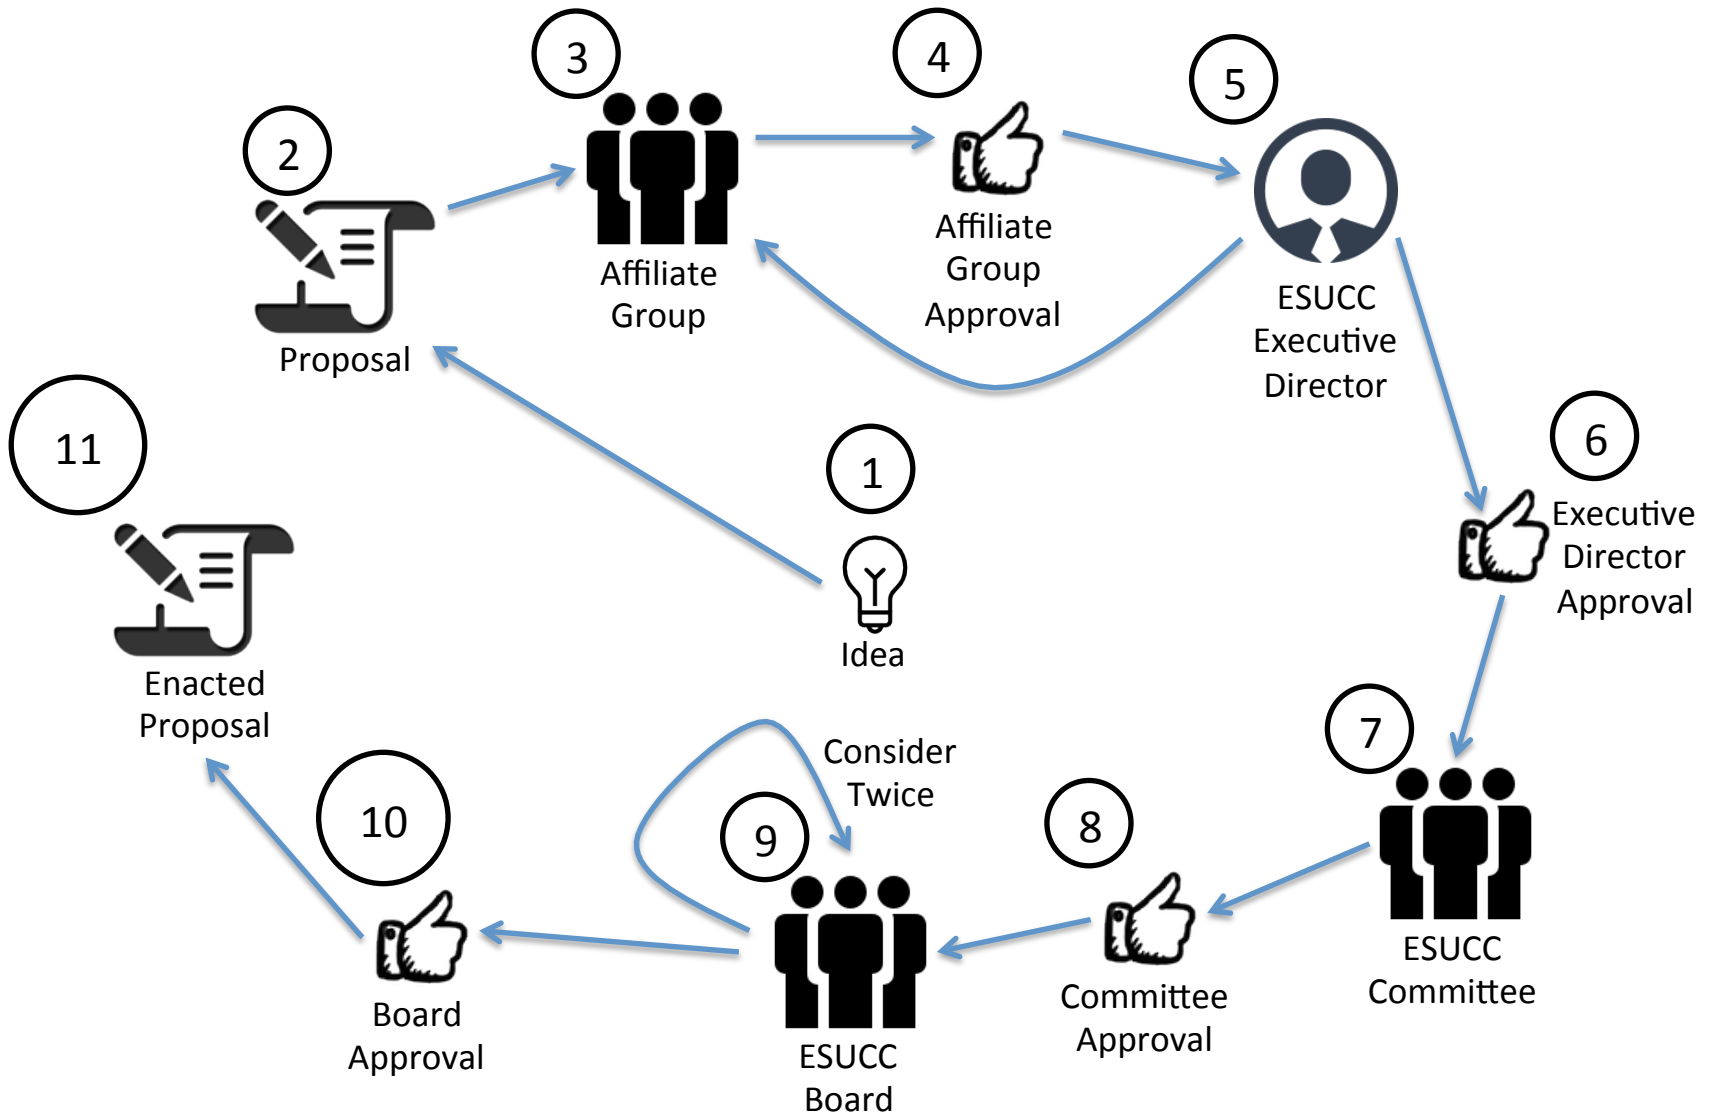 1
Idea
2
Proposal
3
Affiliate
Group
4
Affiliate
Group
Approval
5
ESUCC
Executive
Director
6
Executive
Director
Approval
7
ESUCC
Committee
8
Committee
Approval
9
Consider
Twice
ESUCC
Board
10
Board
Approval
11
Enacted
Proposal